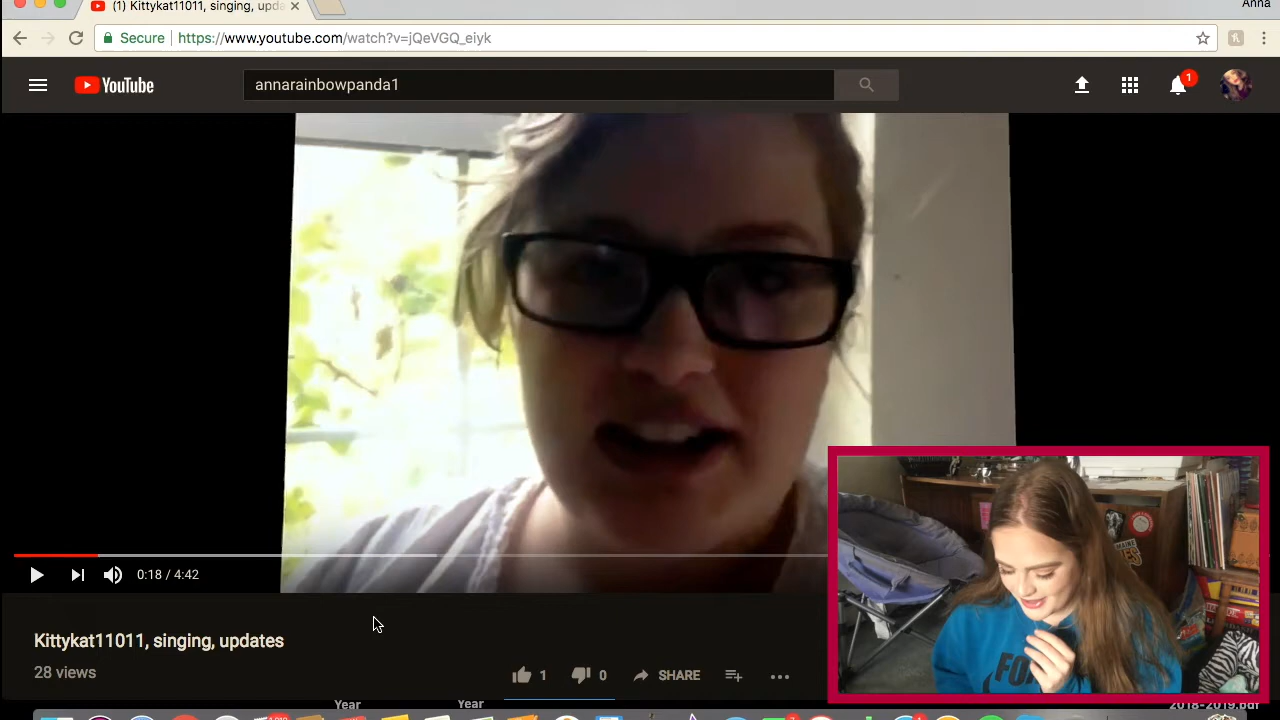 (1) Kittykat11011, singing, upda
Anna
Secure
https://www.youtube.com/watch?v=jQeVGQ_eiyk
YouTube
annarainbowpanda1
1
0:18 / 4:42
Kittykat11011, singing, updates
28 views
1
0
SHARE
Year
Year
2018-2019.pdf